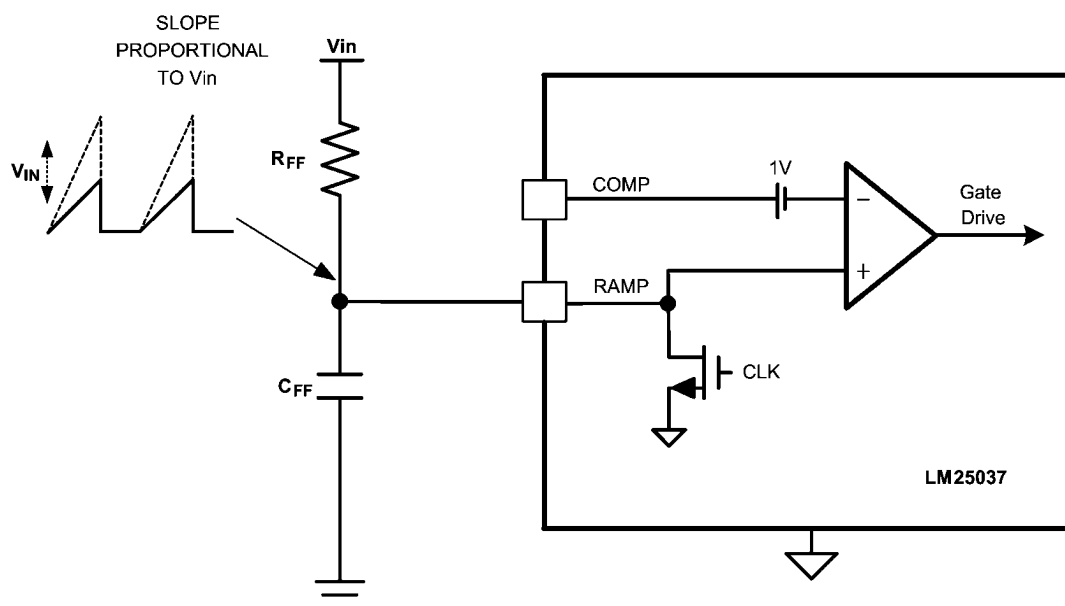 SLOPE
PROPORTIONAL
TO Vin
Vin
VIN
RFF
COMP
1V
−
Gate
Drive
RAMP
+
CFF
CLK
LM25037